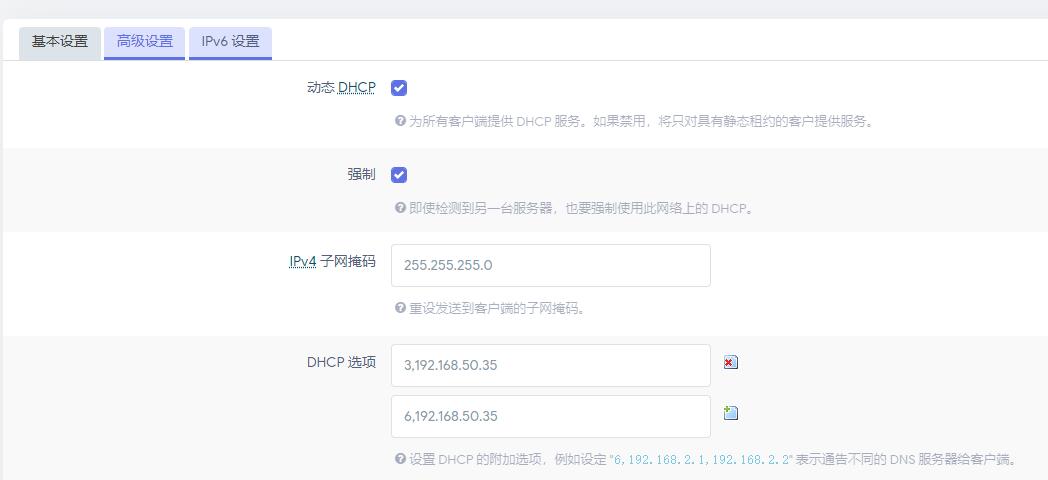 基本设置 高级设置 IPv6 设置
动态 DHCP
为所有客户端提供 DHCP 服务。如果禁用，将只对具有静态租约的客户提供服务。
强制
即使检测到另一台服务器，也要强制使用此网络上的 DHCP。
IPv4 子网掩码 255.255.255.0
重设发送到客户端的子网掩码。
DHCP 选项 3,192.168.50.35
6,192.168.50.35
设置 DHCP 的附加选项，例如设定 "6,192.168.2.1,192.168.2.2" 表示通告不同的 DNS 服务器给客户端。